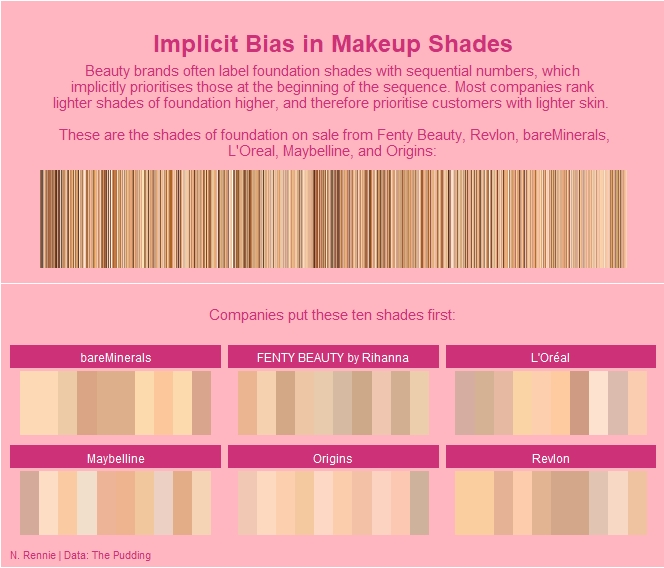 Implicit Bias in Makeup Shades
Beauty brands often label foundation shades with sequential numbers, which
implicitly prioritises those at the beginning of the sequence. Most companies rank
lighter shades of foundation higher, and therefore prioritise customers with lighter skin.
These are the shades of foundation on sale from Fenty Beauty, Revlon, bareMinerals,
L'Oreal, Maybelline, and Origins:
Companies put these ten shades first:
bareMinerals
FENTY BEAUTY by Rihanna
L'Oréal
Maybelline
Origins
Revlon
N. Rennie | Data: The Pudding